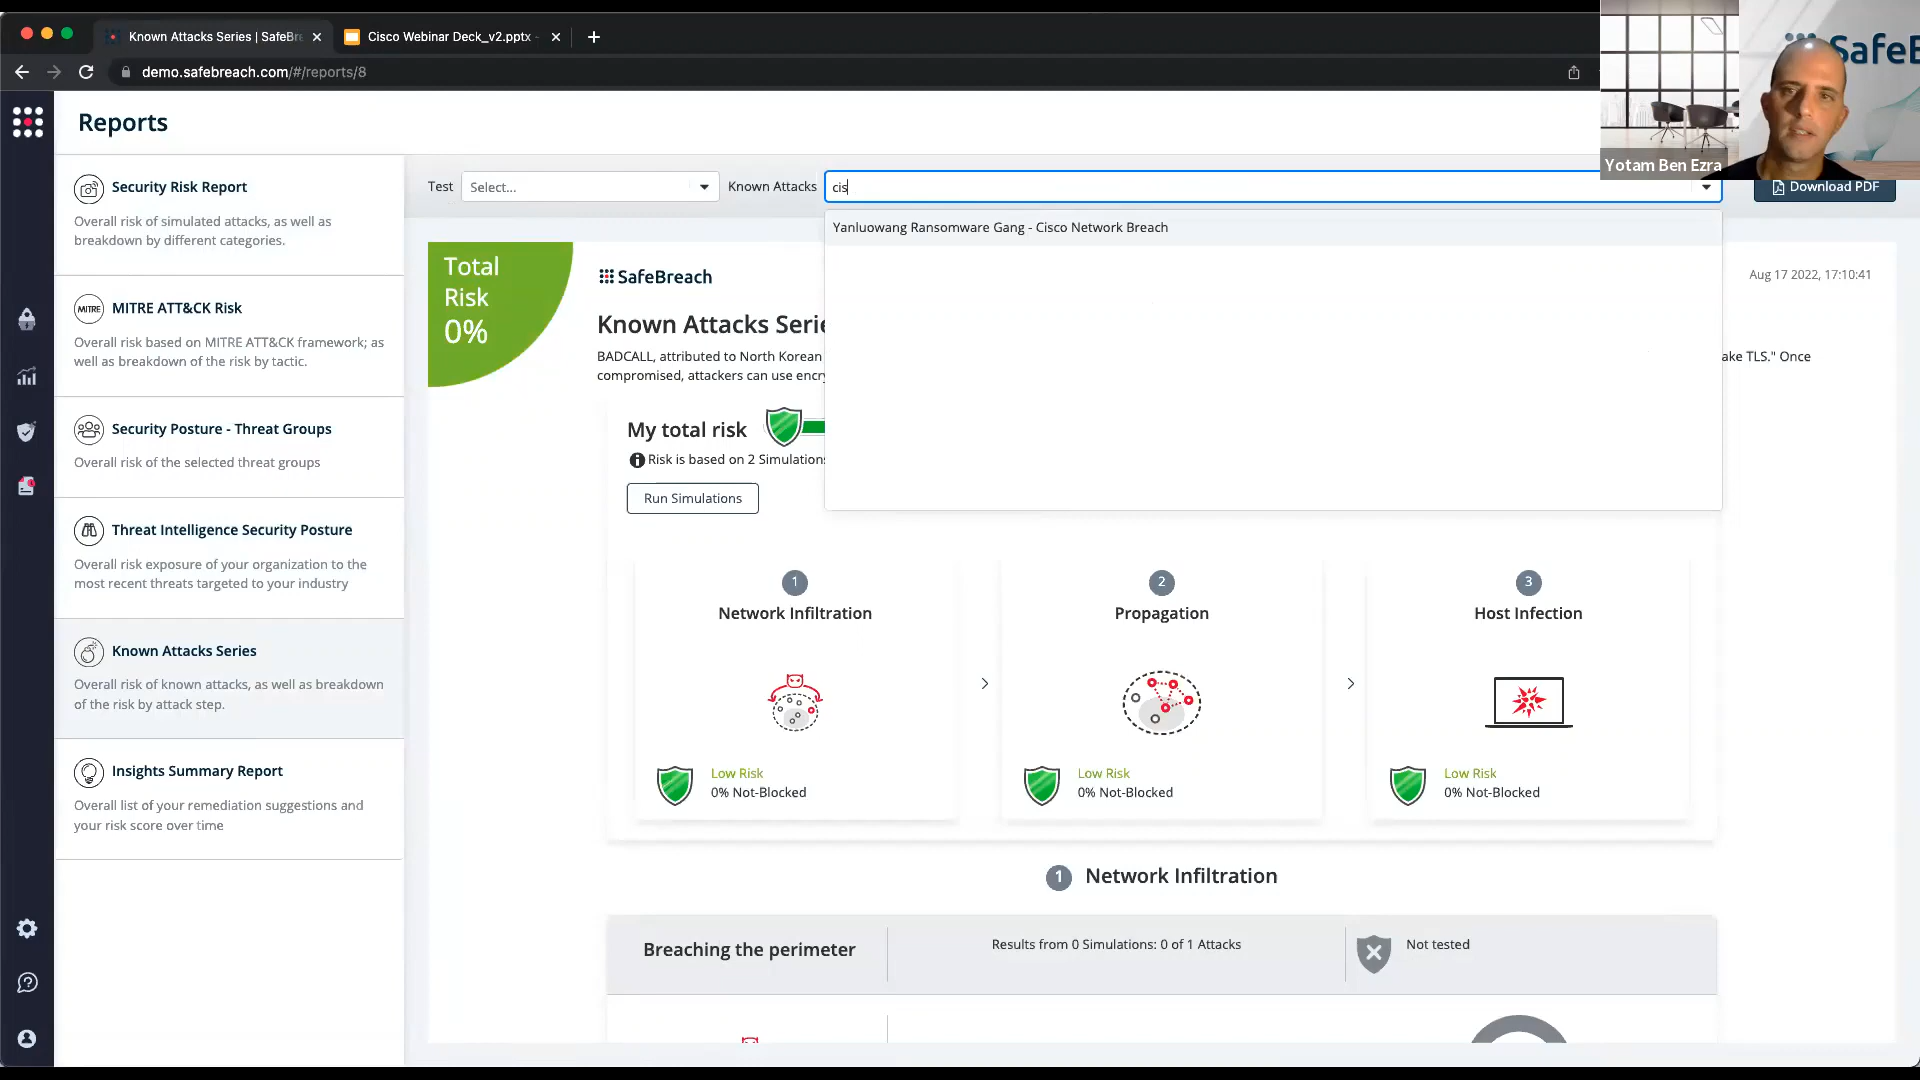 Known Attacks Series | SafeBre
Cisco Webinar Deck_v2.pptx -
demo.safebreach.com/#/reports/8
SafeB
Yotam Ben Ezra
Reports
Security Risk Report
Overall risk of simulated attacks, as well as
breakdown by different categories.
MITRE
MITRE ATT&CK Risk
Overall risk based on MITRE ATT&CK framework; as
well as breakdown of the risk by tactic.
Security Posture - Threat Groups
Overall risk of the selected threat groups
Threat Intelligence Security Posture
Overall risk exposure of your organization to the
most recent threats targeted to your industry
Known Attacks Series
Overall risk of known attacks, as well as breakdown
of the risk by attack step.
Insights Summary Report
Overall list of your remediation suggestions and
your risk score over time
Test
Select...
Known Attacks
cis
Download PDF
Yanluowang Ransomware Gang - Cisco Network Breach
Total
Risk
0%
SafeBreach
Aug 17 2022, 17:10:41
Known Attacks Serie
BADCALL, attributed to North Korean
ake TLS." Once
compromised, attackers can use encry
My total risk
Risk is based on 2 Simulations
Run Simulations
1
Network Infiltration
Low Risk
0% Not-Blocked
2
Propagation
Low Risk
0% Not-Blocked
3
Host Infection
Low Risk
0% Not-Blocked
1 Network Infiltration
Breaching the perimeter
Results from 0 Simulations: 0 of 1 Attacks
Not tested